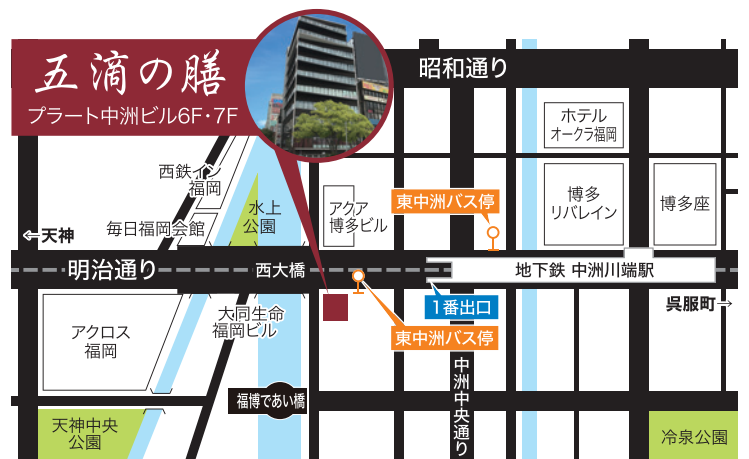 五滴の膳
プラート中洲ビル6F・7F
昭和通り
ホテル
オークラ福岡
西鉄イン
福岡
水上
公園
アクア
博多ビル
東中洲バス停
博多
リバレイン
博多座
毎日福岡会館
←天神
明治通り
西大橋
地下鉄 中洲川端駅
呉服町→
1番出口
大同生命
福岡ビル
アクロス
福岡
東中洲バス停
中洲中央通り
福博であい橋
天神中央
公園
冷泉公園